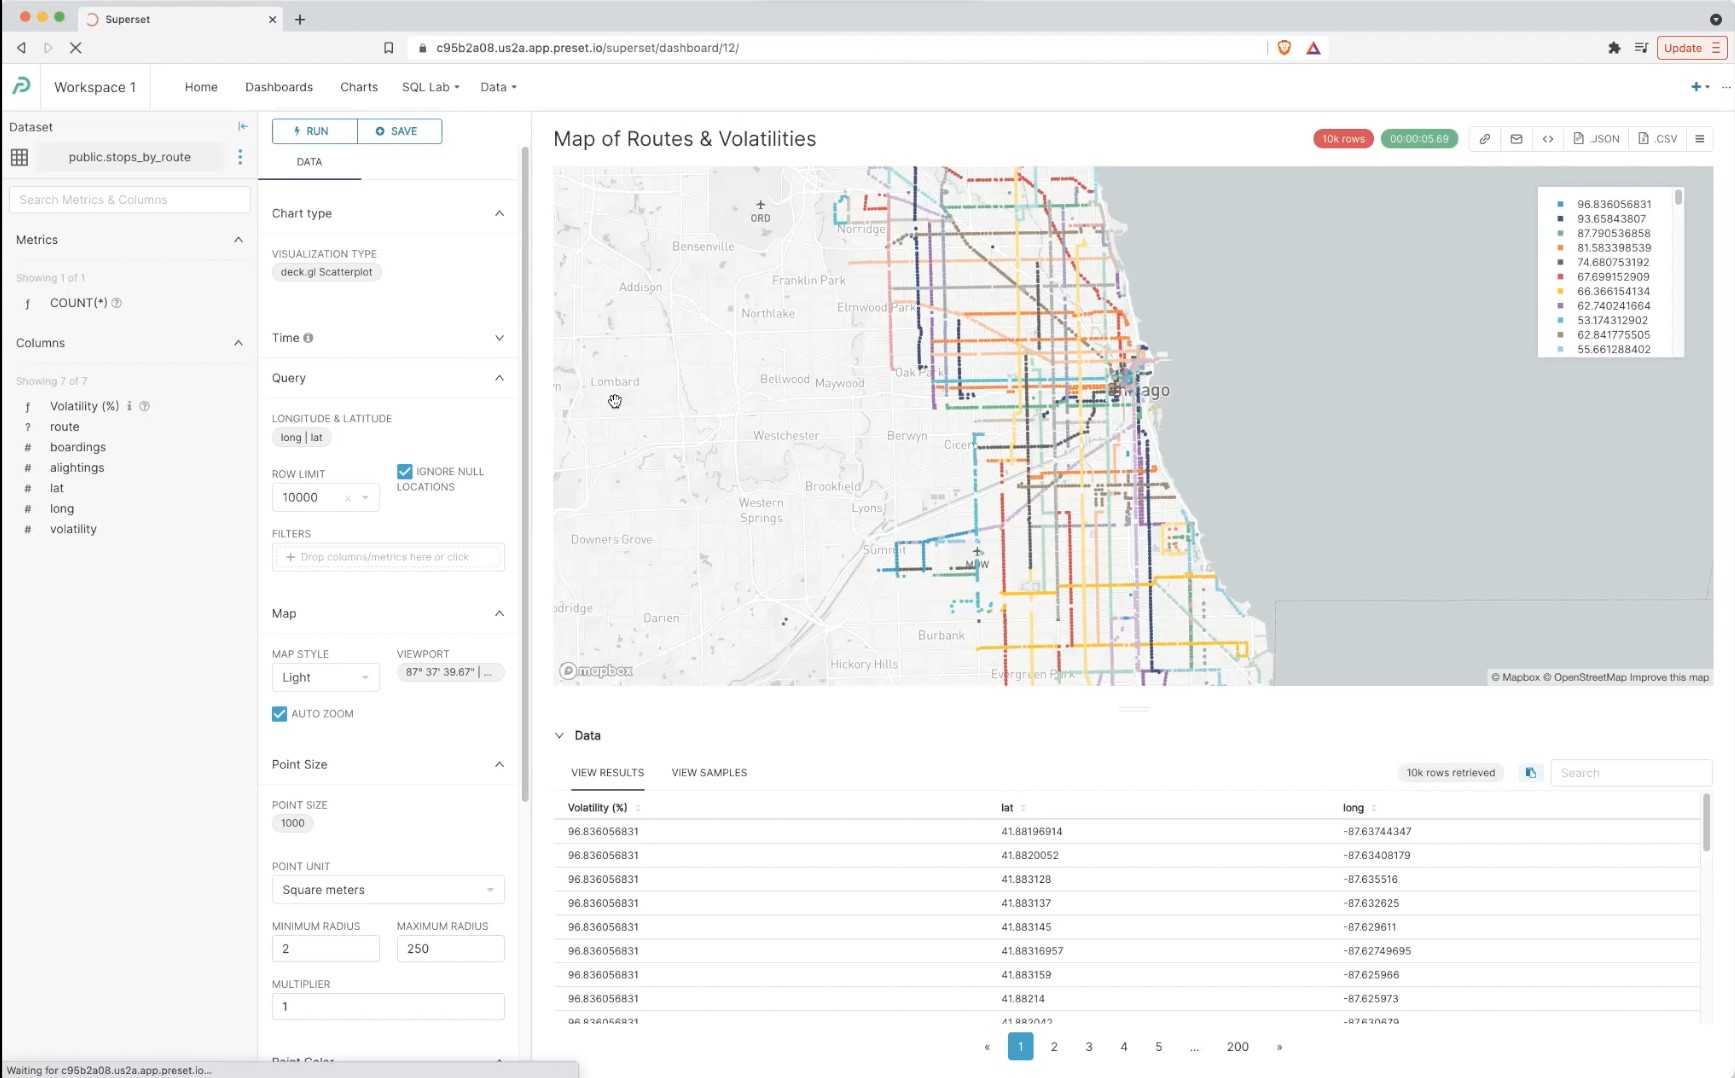 Superset
c95b2a08.us2a.app.preset.io/superset/dashboard/12/
Update
Workspace 1
Home
Dashboards
Charts
SQL Lab
Data
Dataset
public.stops_by_route
Search Metrics & Columns
Metrics
Showing 1 of 1
ƒ COUNT(*)
Columns
Showing 7 of 7
ƒ Volatility (%)
? route
# boardings
# alightings
# lat
# long
# volatility
RUN
SAVE
DATA
Chart type
VISUALIZATION TYPE
deck.gl Scatterplot
Time
Query
LONGITUDE & LATITUDE
long | lat
ROW LIMIT
10000
IGNORE NULL
LOCATIONS
FILTERS
+ Drop columns/metrics here or click
Map
MAP STYLE
Light
VIEWPORT
87° 37' 39.67" | ...
AUTO ZOOM
Point Size
POINT SIZE
1000
POINT UNIT
Square meters
MINIMUM RADIUS
2
MAXIMUM RADIUS
250
MULTIPLIER
1
Point Color
Map of Routes & Volatilities
10k rows
00:00:05.69
.JSON
.CSV
ORD
Norridge
Bensenville
Franklin Park
Addison
Elmwood Park
Northlake
Oak Park
Lombard
Bellwood
Maywood
Westchester
Berwyn
Cicer
Brookfield
Western
Springs
Lyons
Downers Grove
Summit
MDW
Darien
Burbank
Hickory Hills
Evergreen Park
mapbox
96.836056831
93.65843807
87.790536858
81.583398539
74.680753192
67.699152909
66.366154134
62.740241664
53.174312902
62.841775505
55.661288402
© Mapbox © OpenStreetMap Improve this map
Data
VIEW RESULTS
VIEW SAMPLES
10k rows retrieved
Search
Volatility (%) lat long
96.836056831 41.88196914 -87.63744347
96.836056831 41.8820052 -87.63408179
96.836056831 41.883128 -87.635516
96.836056831 41.883137 -87.632625
96.836056831 41.883145 -87.629611
96.836056831 41.88316957 -87.62749695
96.836056831 41.883159 -87.625966
96.836056831 41.88214 -87.625973
96.836056831 41.882042 -87.630679
« 1 2 3 4 5 ... 200 »
Waiting for c95b2a08.us2a.app.preset.io...